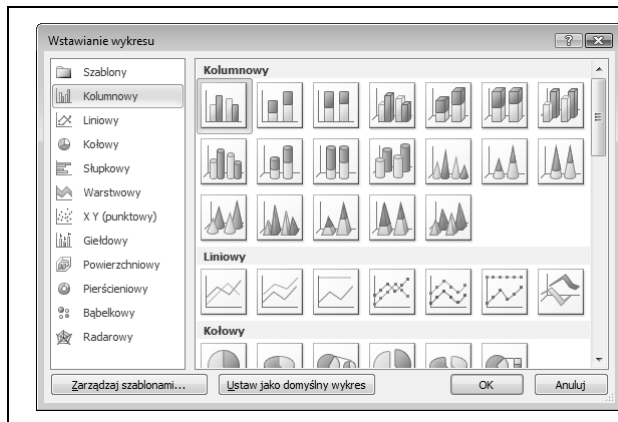 Wstawianie wykresu
Szablony
Kolumnowy
Liniowy
Kołowy
Słupkowy
Warstwowy
X Y (punktowy)
Giełdowy
Powierzchniowy
Pierścieniowy
Bąbelkowy
Radarowy
Kolumnowy
Liniowy
Kołowy
Zarządzaj szablonami...
Ustaw jako domyślny wykres
OK
Anuluj